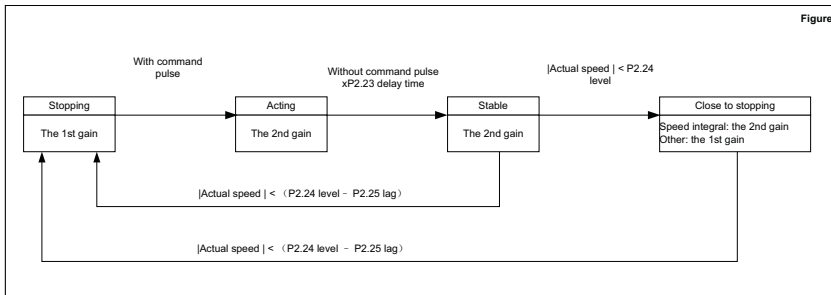 Figure
With command
pulse
Without command pulse
xP2.23 delay time
|Actual speed | < P2.24
level
Stopping
The 1st gain
Acting
The 2nd gain
Stable
The 2nd gain
Close to stopping
Speed integral: the 2nd gain
Other: the 1st gain
|Actual speed | < （P2.24 level﹣P2.25 lag）
|Actual speed | < （P2.24 level ﹣ P2.25 lag）